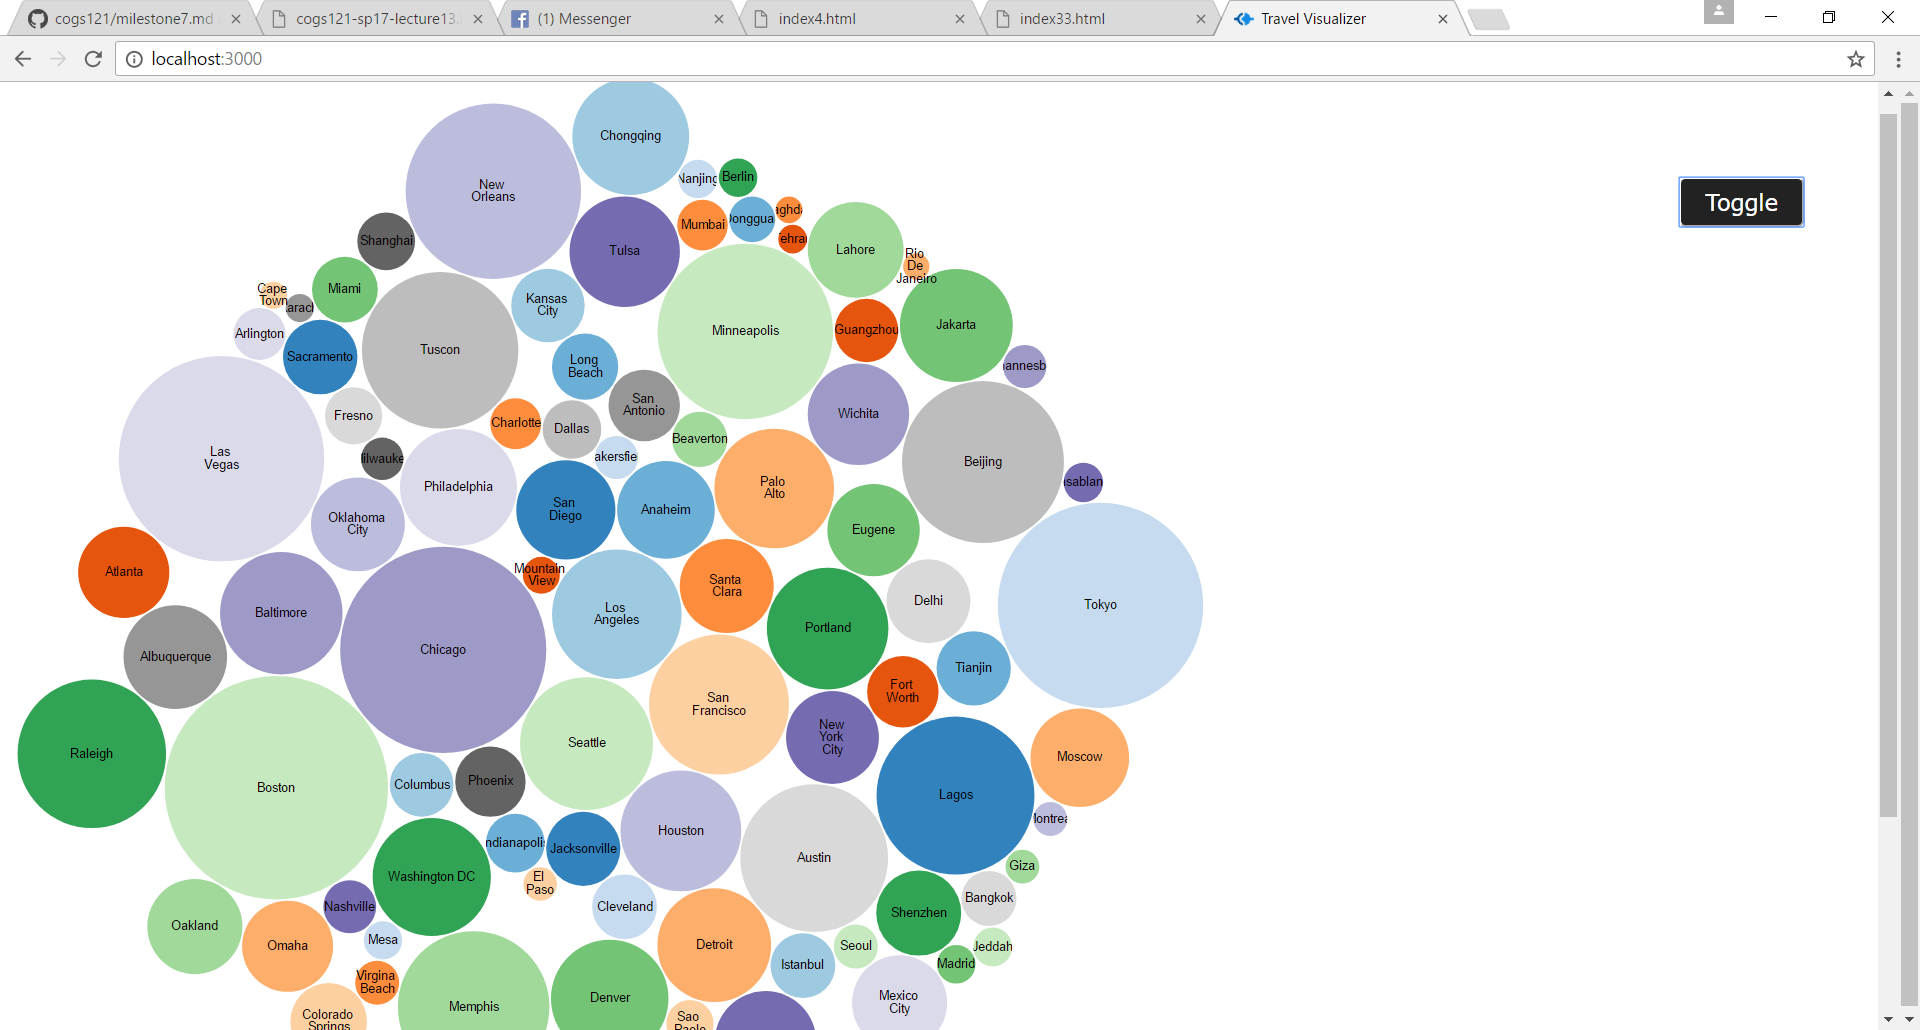 cogs121/milestone7.md
cogs121-sp17-lecture13
(1) Messenger
index4.html
index33.html
Travel Visualizer
localhost:3000
Toggle
Chongqing
New
Orleans
Nanjing
Berlin
Mumbai
Donggua
aghda
ehra
Shanghai
Tulsa
Lahore
Rio
De
Janeiro
Cape
Town
arach
Miami
Kansas
City
Arlington
Sacramento
Tuscon
Minneapolis
Guangzhou
Jakarta
Long
Beach
annesb
San
Antonio
Fresno
Charlotte
Dallas
Wichita
Beaverton
Las
Vegas
ilwauke
akersfie
Beijing
Philadelphia
Palo
Alto
sablan
Oklahoma
City
San
Diego
Anaheim
Eugene
Atlanta
Mountain
View
Santa
Clara
Baltimore
Los
Angeles
Delhi
Tokyo
Portland
Albuquerque
Chicago
Tianjin
Fort
Worth
San
Francisco
New
York
City
Raleigh
Seattle
Moscow
Boston
Columbus
Phoenix
Lagos
ontrea
Houston
ndianapoli
Jacksonville
Austin
Giza
Washington DC
El
Paso
Bangkok
Nashville
Cleveland
Shenzhen
Oakland
Omaha
Mesa
Detroit
Seoul
Jeddah
Istanbul
Madrid
Virgina
Beach
Memphis
Denver
Mexico
City
Colorado
Springs
Sao
Paolo